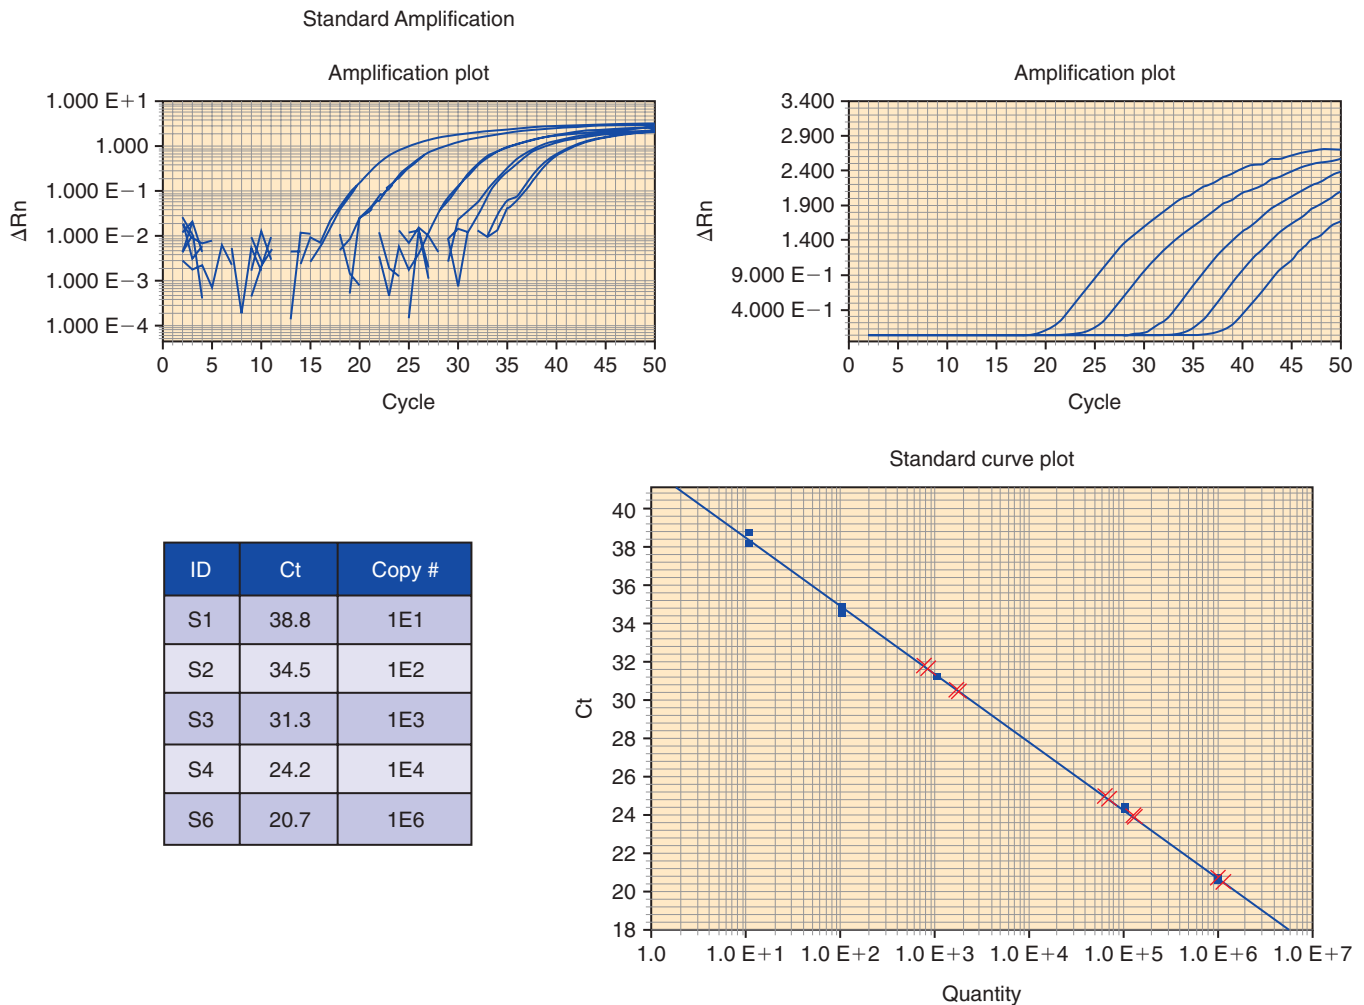 Standard Amplification
Amplification plot
1.000 E+1
1.000
1.000 E−1
1.000 E−2
1.000 E−3
1.000 E−4
ΔRn
0 5 10 15 20 25 30 35 40 45 50
Cycle
Amplification plot
3.400
2.900
2.400
1.900
1.400
9.000 E−1
4.000 E−1
ΔRn
0 5 10 15 20 25 30 35 40 45 50
Cycle
ID Ct Copy #
S1 38.8 1E1
S2 34.5 1E2
S3 31.3 1E3
S4 24.2 1E4
S6 20.7 1E6
Standard curve plot
40
38
36
34
32
30
28
26
24
22
20
18
Ct
1.0 1.0 E+1 1.0 E+2 1.0 E+3 1.0 E+4 1.0 E+5 1.0 E+6 1.0 E+7
Quantity